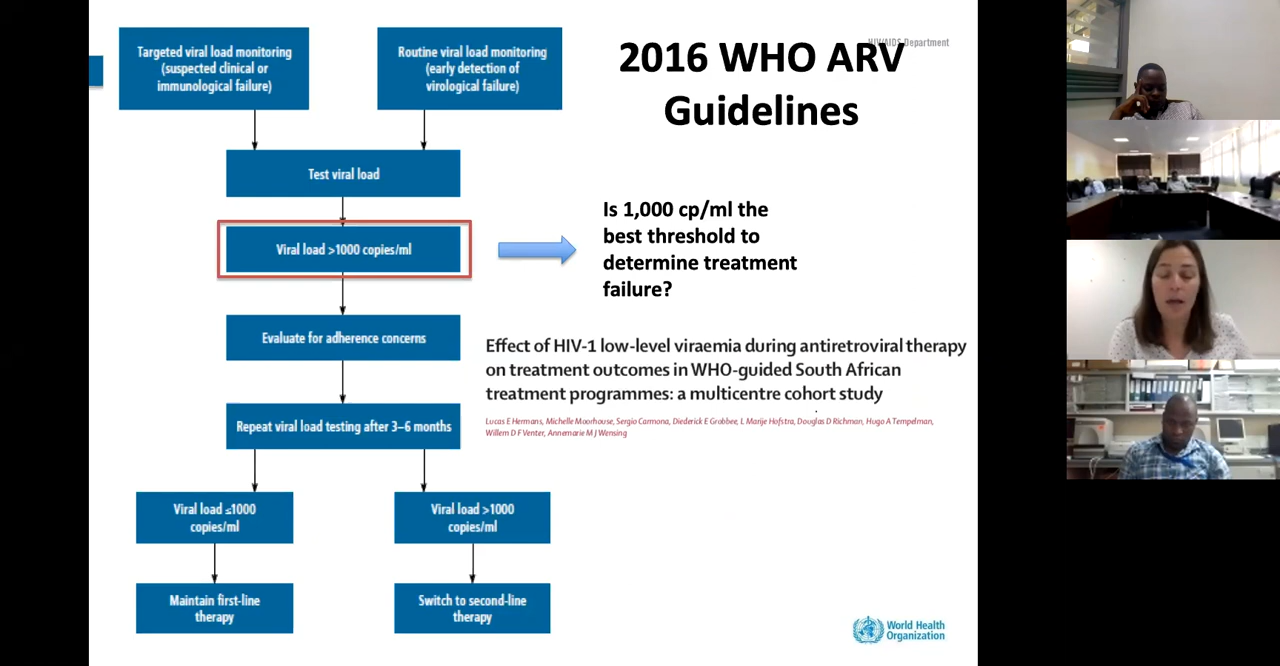 Targeted viral load monitoring
(suspected clinical or
immunological failure)
Routine viral load monitoring
(early detection of
virological failure)
HIV/AIDS Department
2016 WHO ARV
Guidelines
Test viral load
Viral load >1000 copies/ml
Is 1,000 cp/ml the
best threshold to
determine treatment
failure?
Evaluate for adherence concerns
Effect of HIV-1 low-level viraemia during antiretroviral therapy
on treatment outcomes in WHO-guided South African
treatment programmes: a multicentre cohort study
Lucas E Hermans, Michelle Moorhouse, Sergio Carmona, Diederick E Grobbee, L Marije Hofstra, Douglas D Richman, Hugo A Tempelman,
Willem D F Venter, Annemarie M J Wensing
Repeat viral load testing after 3–6 months
Viral load ≤1000
copies/ml
Viral load >1000
copies/ml
Maintain first-line
therapy
Switch to second-line
therapy
World Health
Organization